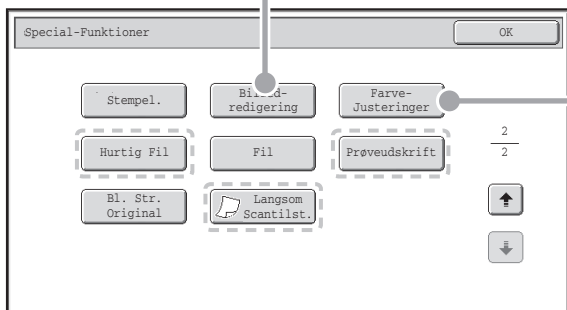 Special-Funktioner
OK
Stempel.
redigering
Farve-
Justeringer
Hurtig Fil
Fil
Prøveudskrift
2
2
Bl. Str.
Original
Langsom
Scantilst.